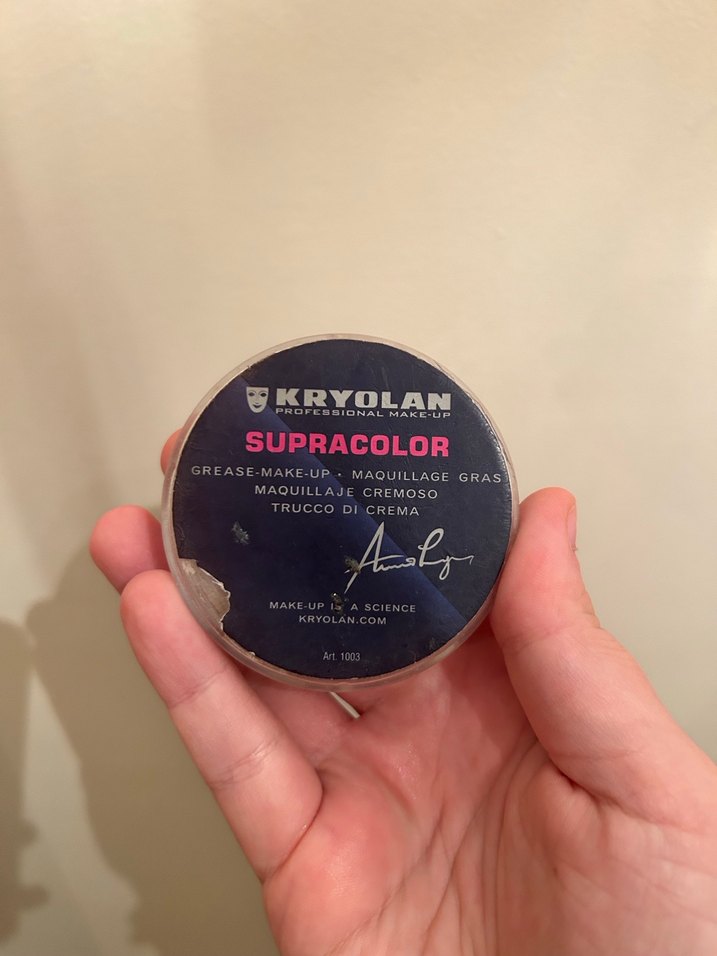 KRYOLAN
PROFESSIONAL MAKE-UP
SUPRACOLOR
GREASE-MAKE-UP · MAQUILLAGE GRAS
MAQUILLAJE CREMOSO
TRUCCO DI CREMA
MAKE-UP IS A SCIENCE
KRYOLAN.COM
Art. 1003